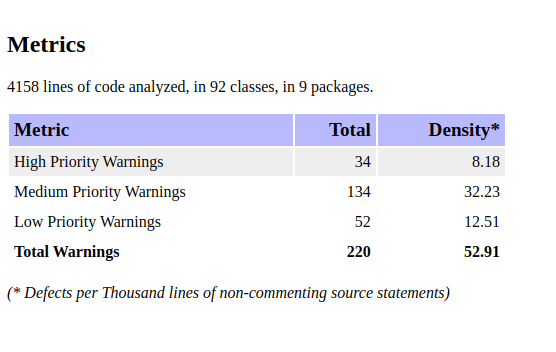 Metrics
4158 lines of code analyzed, in 92 classes, in 9 packages.
Metric Total Density*
High Priority Warnings 34 8.18
Medium Priority Warnings 134 32.23
Low Priority Warnings 52 12.51
Total Warnings 220 52.91
(* Defects per Thousand lines of non-commenting source statements)